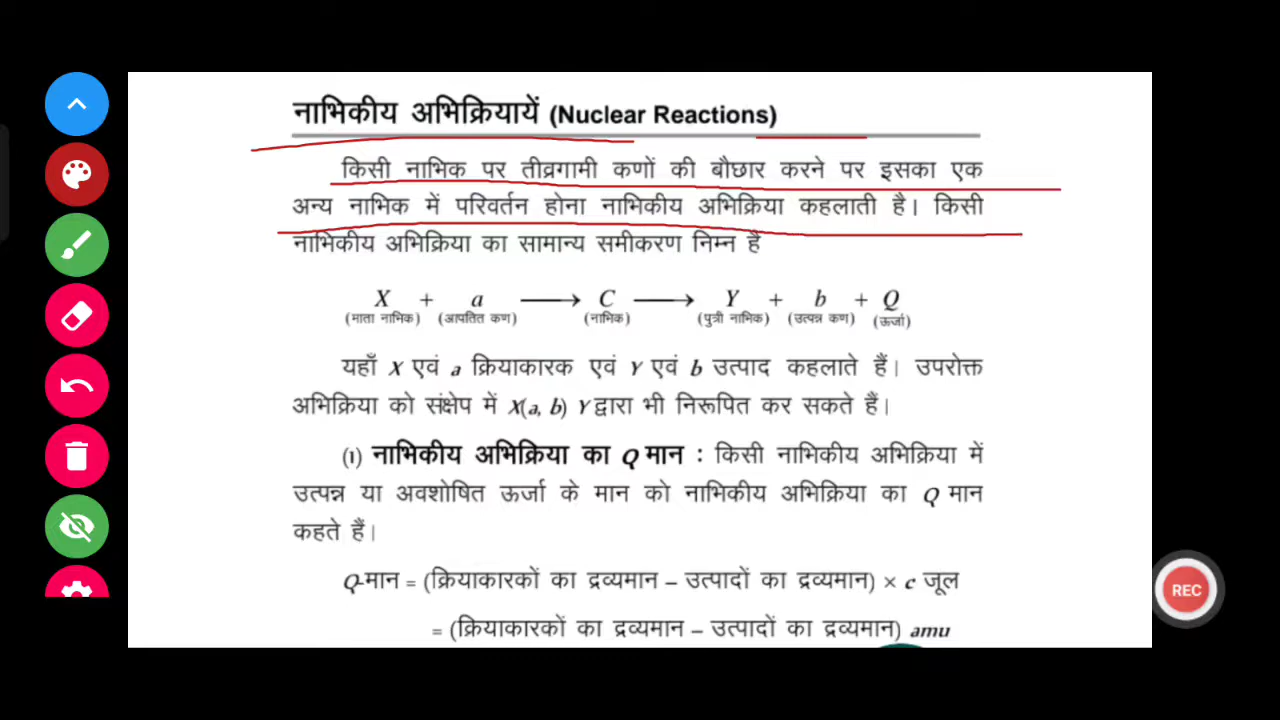 नाभिकीय अभिक्रियायें (Nuclear Reactions)
किसी नाभिक पर तीव्रगामी कणों की बौछार करने पर इसका एक
अन्य नाभिक में परिवर्तन होना नाभिकीय अभिक्रिया कहलाती है। किसी
नाभिकीय अभिक्रिया का सामान्य समीकरण निम्न है
X + a ⟶ C ⟶ Y + b + Q
(माता नाभिक) (आपतित कण) (नाभिक) (पुत्री नाभिक) (उत्पन्न कण) (ऊर्जा)
यहाँ X एवं a क्रियाकारक एवं Y एवं b उत्पाद कहलाते हैं। उपरोक्त
अभिक्रिया को संक्षेप में X(a, b) Y द्वारा भी निरूपित कर सकते हैं।
(1) नाभिकीय अभिक्रिया का Q मान : किसी नाभिकीय अभिक्रिया में
उत्पन्न या अवशोषित ऊर्जा के मान को नाभिकीय अभिक्रिया का Q मान
कहते हैं।
Q-मान = (क्रियाकारकों का द्रव्यमान – उत्पादों का द्रव्यमान) × c जूल
= (क्रियाकारकों का द्रव्यमान – उत्पादों का द्रव्यमान) amu
REC